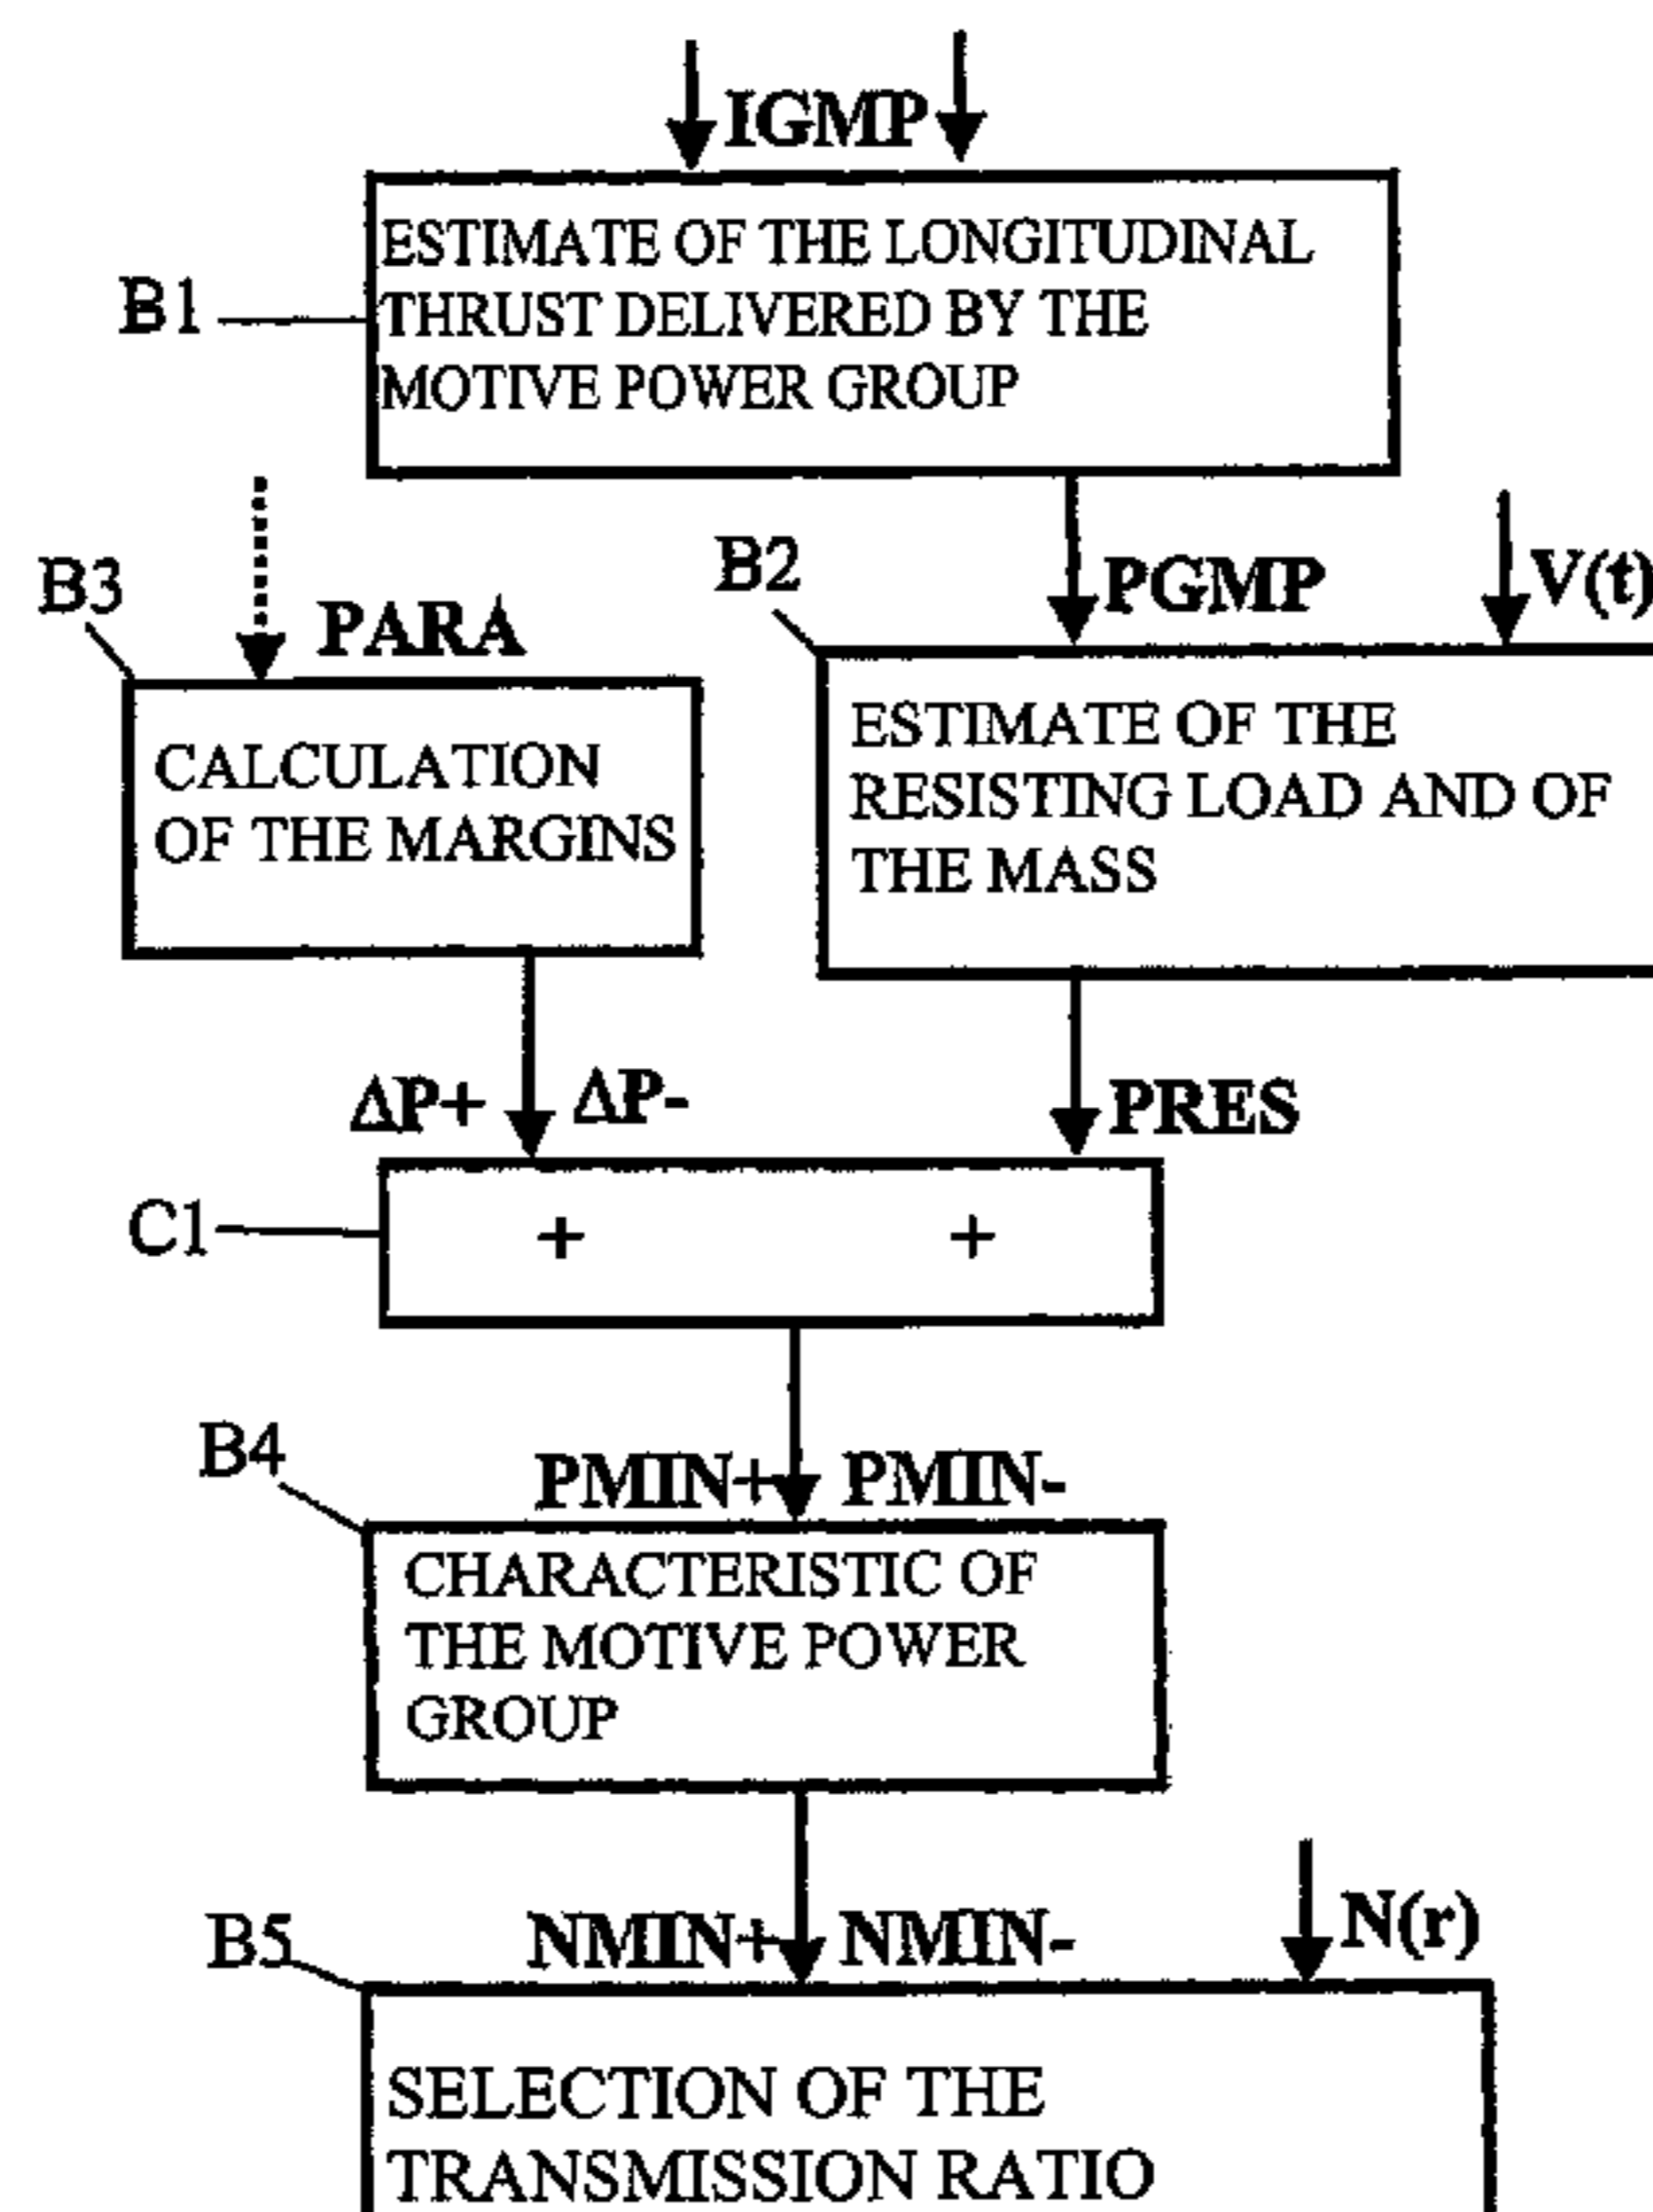 IGMP
ESTIMATE OF THE LONGITUDINAL
THRUST DELIVERED BY THE
MOTIVE POWER GROUP
B1
B3
PARA
B2
PGMP
V(t)
CALCULATION
OF THE MARGINS
ESTIMATE OF THE
RESISTING LOAD AND OF
THE MASS
ΔP+ ΔP-
PRES
C1
+ +
B4
PMIN+ PMIN-
CHARACTERISTIC OF
THE MOTIVE POWER
GROUP
B5
NMIN+ NMIN-
N(r)
SELECTION OF THE
TRANSMISSION RATIO